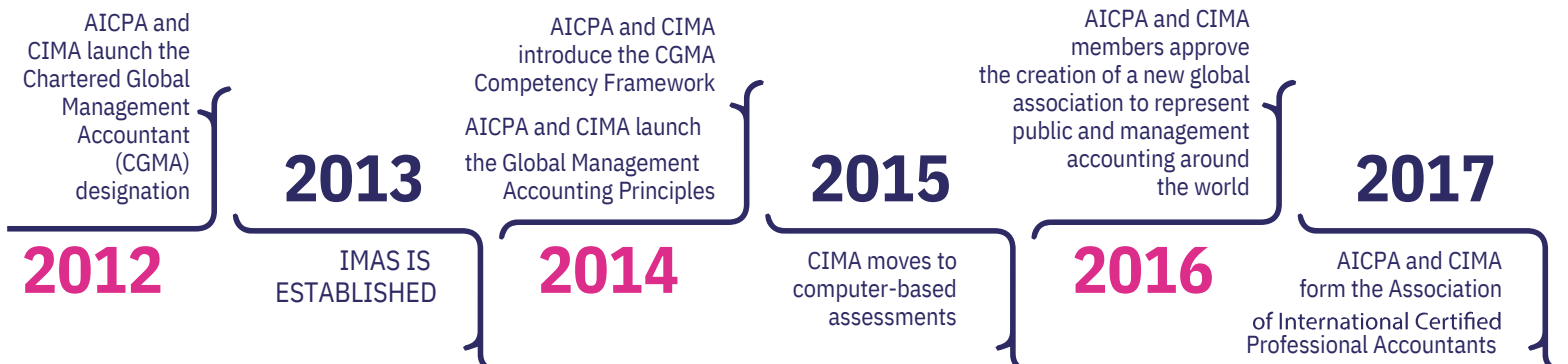 AICPA and
CIMA launch the
Chartered Global
Management
Accountant
(CGMA)
designation
2012
2013
IMAS IS
ESTABLISHED
AICPA and CIMA
introduce the CGMA
Competency Framework
AICPA and CIMA launch
the Global Management
Accounting Principles
2014
2015
CIMA moves to
computer-based
assessments
AICPA and CIMA
members approve
the creation of a new global
association to represent
public and management
accounting around
the world
2016
2017
AICPA and CIMA
form the Association
of International Certified
Professional Accountants